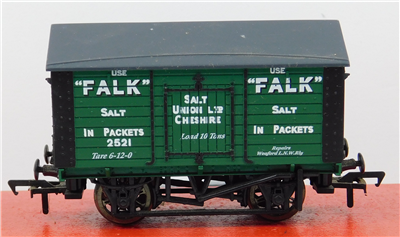 USE
"FALK"
SALT
IN PACKETS
2521
Tare 6-12-0
SALT
UNION LTD
CHESHIRE
Load 10 Tons
USE
"FALK"
SALT
IN PACKETS
Repairs
Winsford L.N.W.Rly